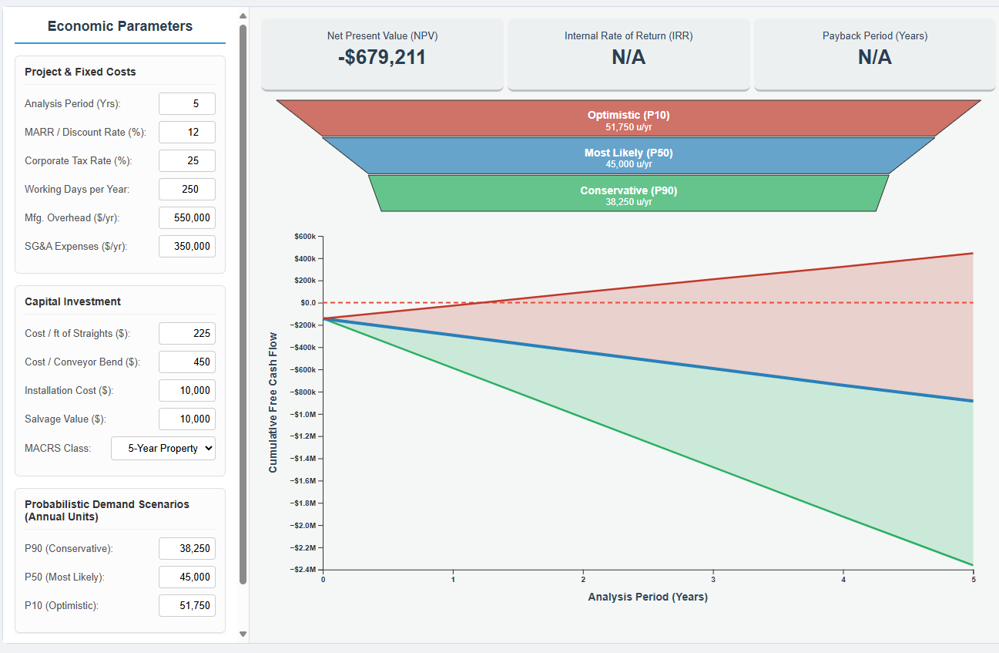 Economic Parameters
Project & Fixed Costs
Analysis Period (Yrs): 5
MARR / Discount Rate (%): 12
Corporate Tax Rate (%): 25
Working Days per Year: 250
Mfg. Overhead ($/yr): 550,000
SG&A Expenses ($/yr): 350,000
Capital Investment
Cost / ft of Straights ($): 225
Cost / Conveyor Bend ($): 450
Installation Cost ($): 10,000
Salvage Value ($): 10,000
MACRS Class: 5-Year Property
Probabilistic Demand Scenarios
(Annual Units)
P90 (Conservative): 38,250
P50 (Most Likely): 45,000
P10 (Optimistic): 51,750
Net Present Value (NPV)
-$679,211
Internal Rate of Return (IRR)
N/A
Payback Period (Years)
N/A
Optimistic (P10)
51,750 u/yr
Most Likely (P50)
45,000 u/yr
Conservative (P90)
38,250 u/yr
$600k
$400k
$200k
$0.0
−$200k
−$400k
−$600k
−$800k
−$1.0M
−$1.2M
−$1.4M
−$1.6M
−$1.8M
−$2.0M
−$2.2M
−$2.4M
Cumulative Free Cash Flow
0 1 2 3 4 5
Analysis Period (Years)